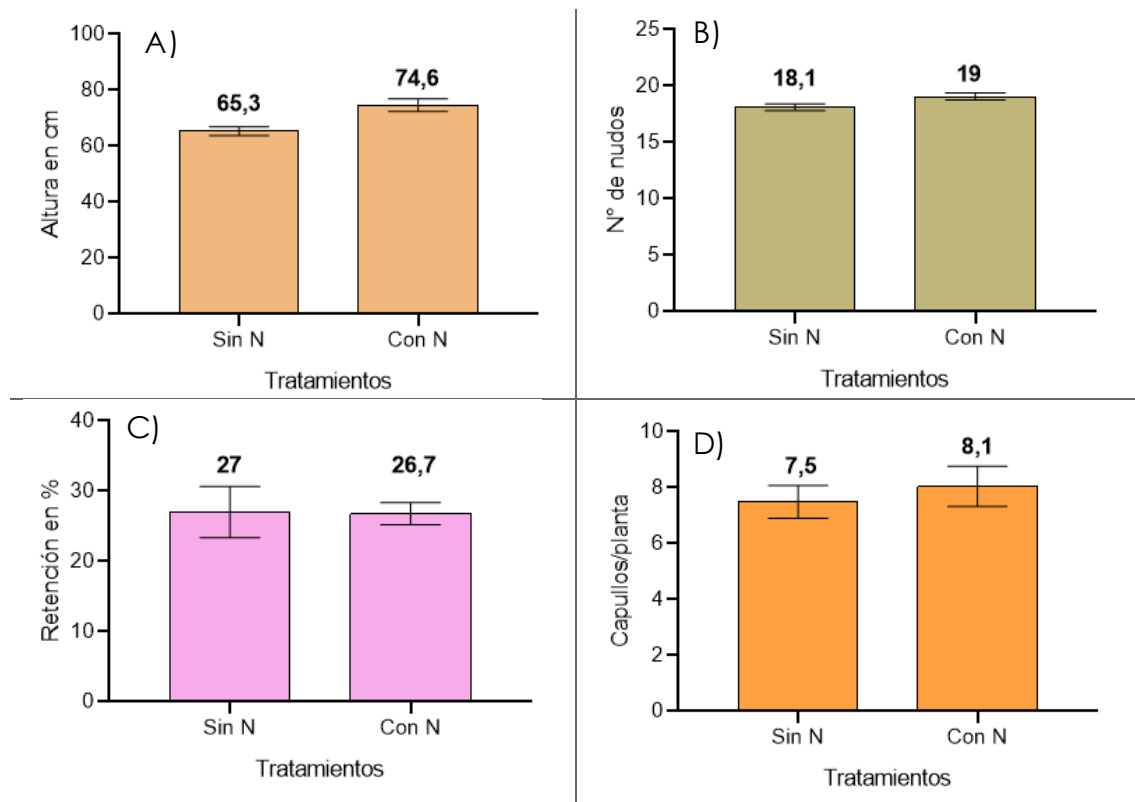 A)
Altura en cm
100
80
60
40
20
0
65,3
74,6
Sin N
Con N
Tratamientos
B)
N° de nudos
25
20
15
10
5
0
18,1
19
Sin N
Con N
Tratamientos
C)
Retención en %
40
30
20
10
0
27
26,7
Sin N
Con N
Tratamientos
D)
Capullos/planta
10
8
6
4
2
0
7,5
8,1
Sin N
Con N
Tratamientos